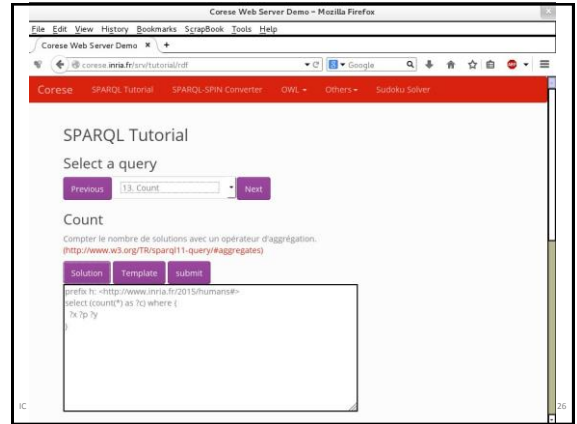 Corese Web Server Demo - Mozilla Firefox
File Edit View History Bookmarks ScrapBook Tools Help
Corese Web Server Demo × +
corese.inria.fr/srv/tutorial/rdf Google
Corese SPARQL Tutorial SPARQL-SPIN Converter OWL Others Sudoku Solver
SPARQL Tutorial
Select a query
Previous 13. Count Next
Count
Compter le nombre de solutions avec un opérateur d'aggrégation.
(http://www.w3.org/TR/sparql11-query/#aggregates)
Solution Template submit
prefix h: <http://www.inria.fr/2015/humans#>
select (count(*) as ?c) where {
?x ?p ?y
}
IC 26